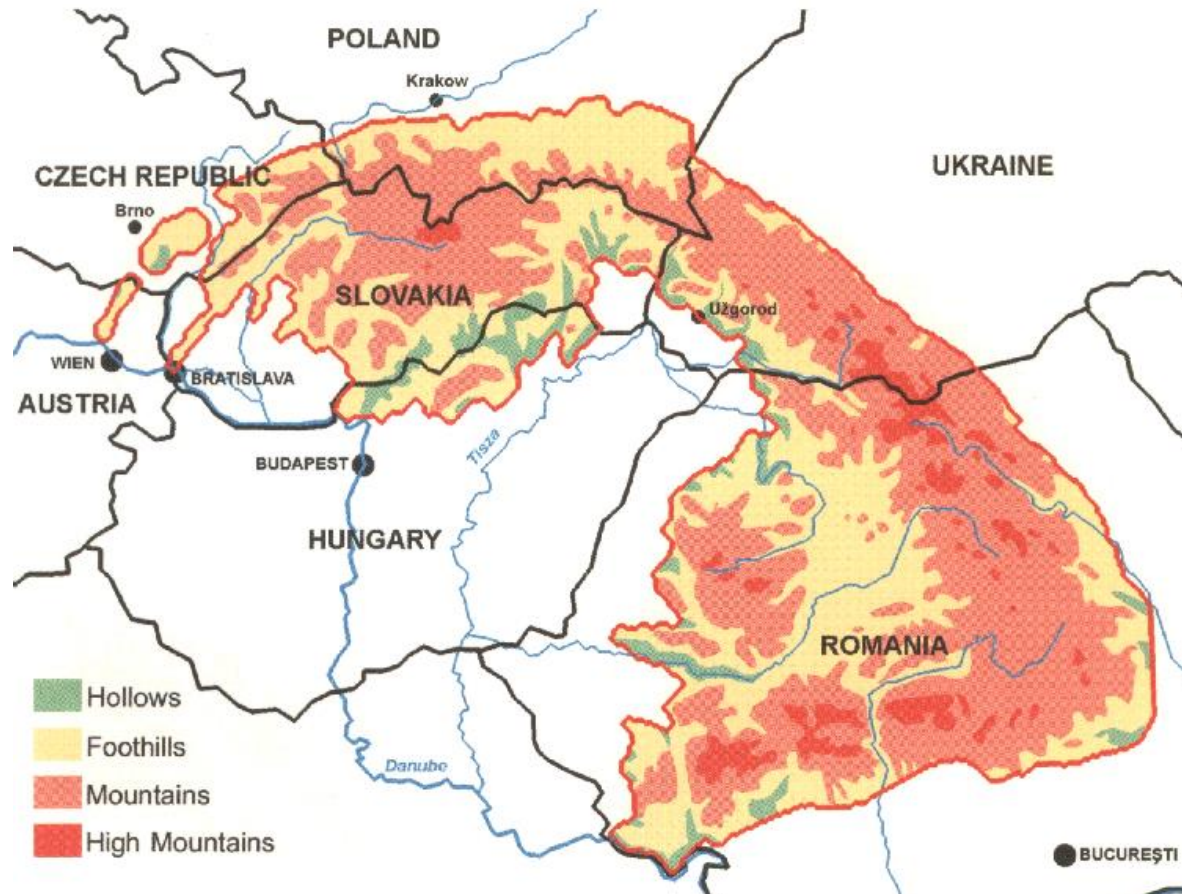 POLAND
Krakow
UKRAINE
CZECH REPUBLIC
Brno
SLOVAKIA
Užgorod
WIEN
BRATISLAVA
AUSTRIA
Tisza
BUDAPEST
HUNGARY
ROMANIA
Hollows
Foothills
Danube
Mountains
High Mountains
BUCUREŞTI